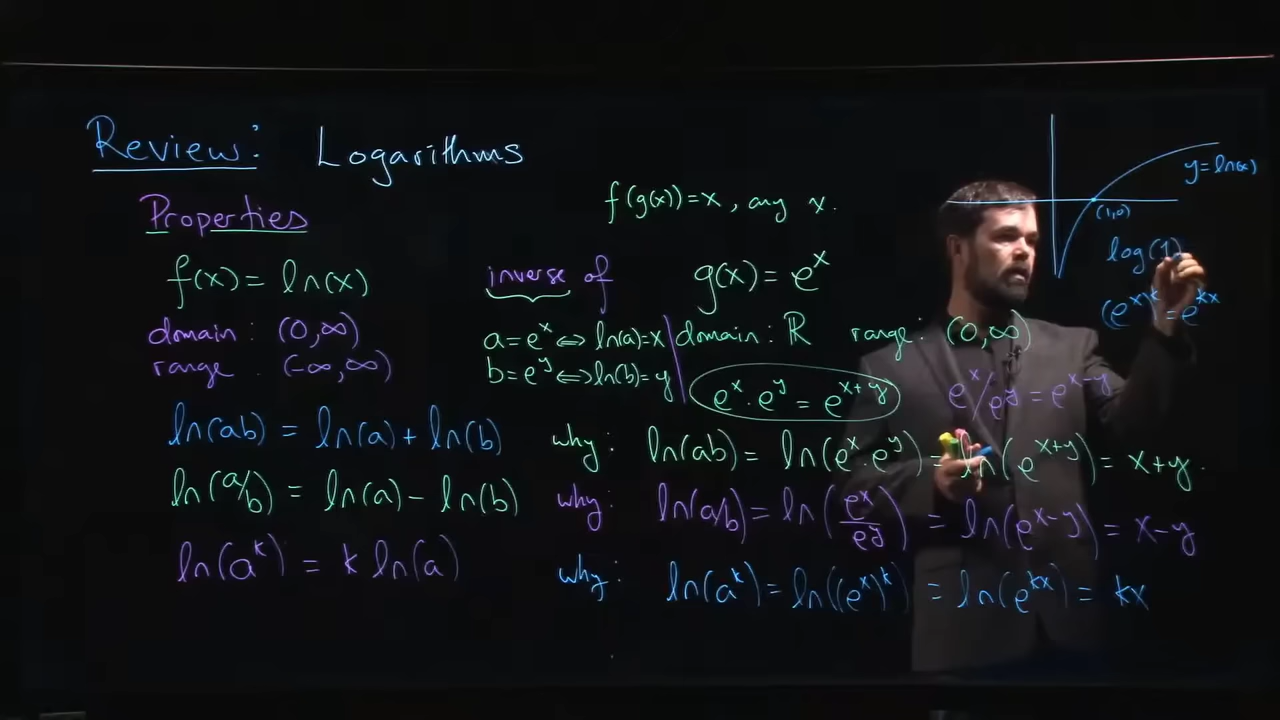 Review: Logarithms
y=ln(x)
(1,0)
Properties
f(g(x))=x, any x.
log(1)
f(x) = ln(x)
inverse of
g(x) = e^x
(e^x)^k = e^kx
domain: (0,∞)
a=e^x ⇔ ln(a)=x
domain: ℝ range: (0,∞)
range: (-∞,∞)
b=e^y ⇔ ln(b)=y
e^x · e^y = e^x+y
e^x/e^y = e^x-y
ln(ab) = ln(a)+ ln(b)
why: ln(ab) = ln(e^x · e^y) = ln(e^x+y) = x+y.
ln(a/b) = ln(a) - ln(b)
why: ln(a/b) = ln(e^x/e^y) = ln(e^x-y) = x-y
ln(a^k) = k ln(a)
why: ln(a^k) = ln((e^x)^k) = ln(e^kx) = kx